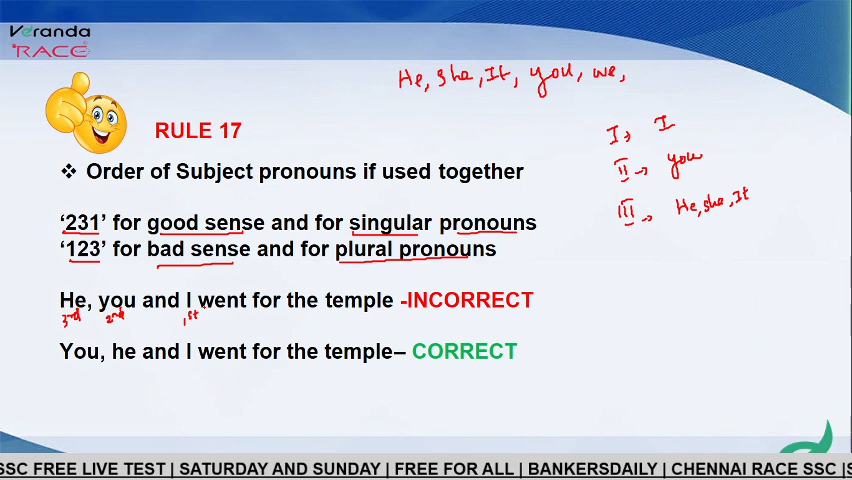 Veranda
RACE
He, she, It, you, we,
RULE 17
I → I
II → you
III → He, she, It
❖ Order of Subject pronouns if used together
‘231’ for good sense and for singular pronouns
‘123’ for bad sense and for plural pronouns
He, you and I went for the temple -INCORRECT
3rd 2nd 1st
You, he and I went for the temple– CORRECT
SSC FREE LIVE TEST | SATURDAY AND SUNDAY | FREE FOR ALL | BANKERSDAILY | CHENNAI RACE SSC |S